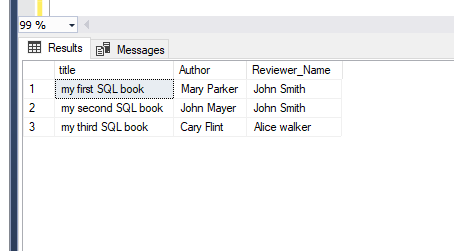 99 %
Results Messages
title Author Reviewer_Name
1 my first SQL book Mary Parker John Smith
2 my second SQL book John Mayer John Smith
3 my third SQL book Cary Flint Alice walker